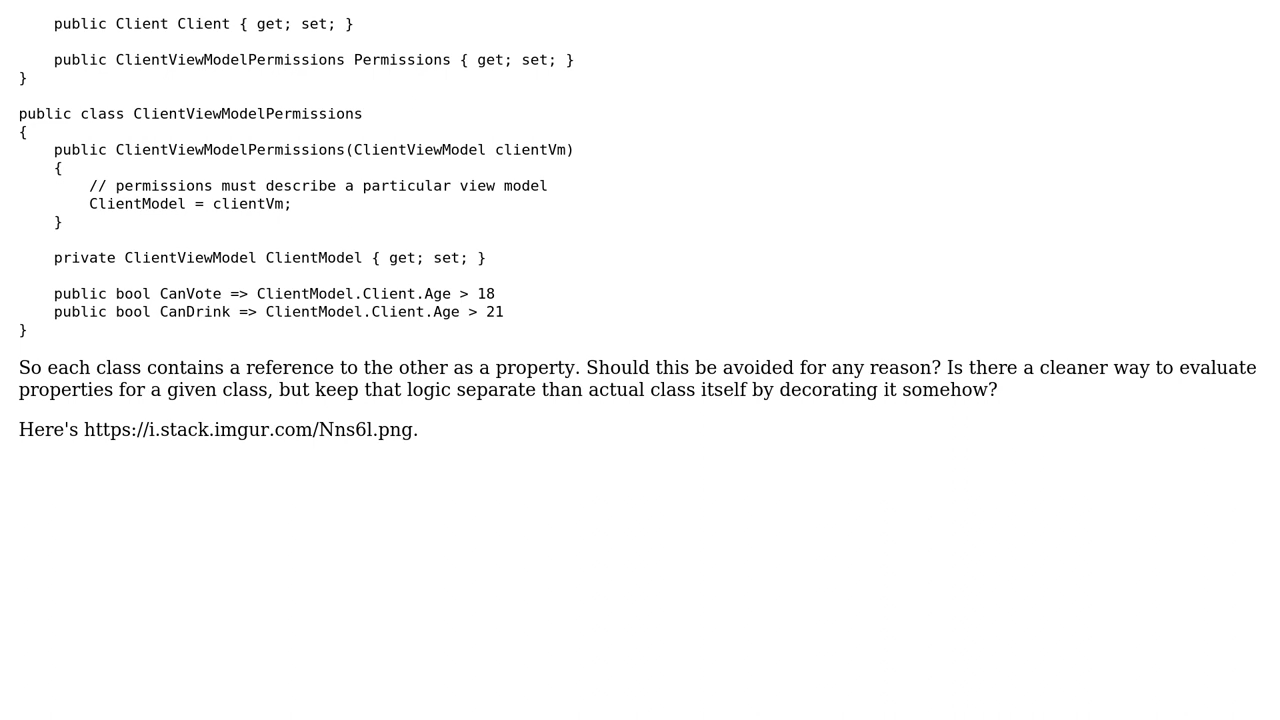 public Client Client { get; set; }

    public ClientViewModelPermissions Permissions { get; set; }
}

public class ClientViewModelPermissions
{
    public ClientViewModelPermissions(ClientViewModel clientVm)
    {
        // permissions must describe a particular view model
        ClientModel = clientVm;
    }

    private ClientViewModel ClientModel { get; set; }

    public bool CanVote => ClientModel.Client.Age > 18
    public bool CanDrink => ClientModel.Client.Age > 21
}

So each class contains a reference to the other as a property. Should this be avoided for any reason? Is there a cleaner way to evaluate
properties for a given class, but keep that logic separate than actual class itself by decorating it somehow?

Here's https://i.stack.imgur.com/Nns6l.png.